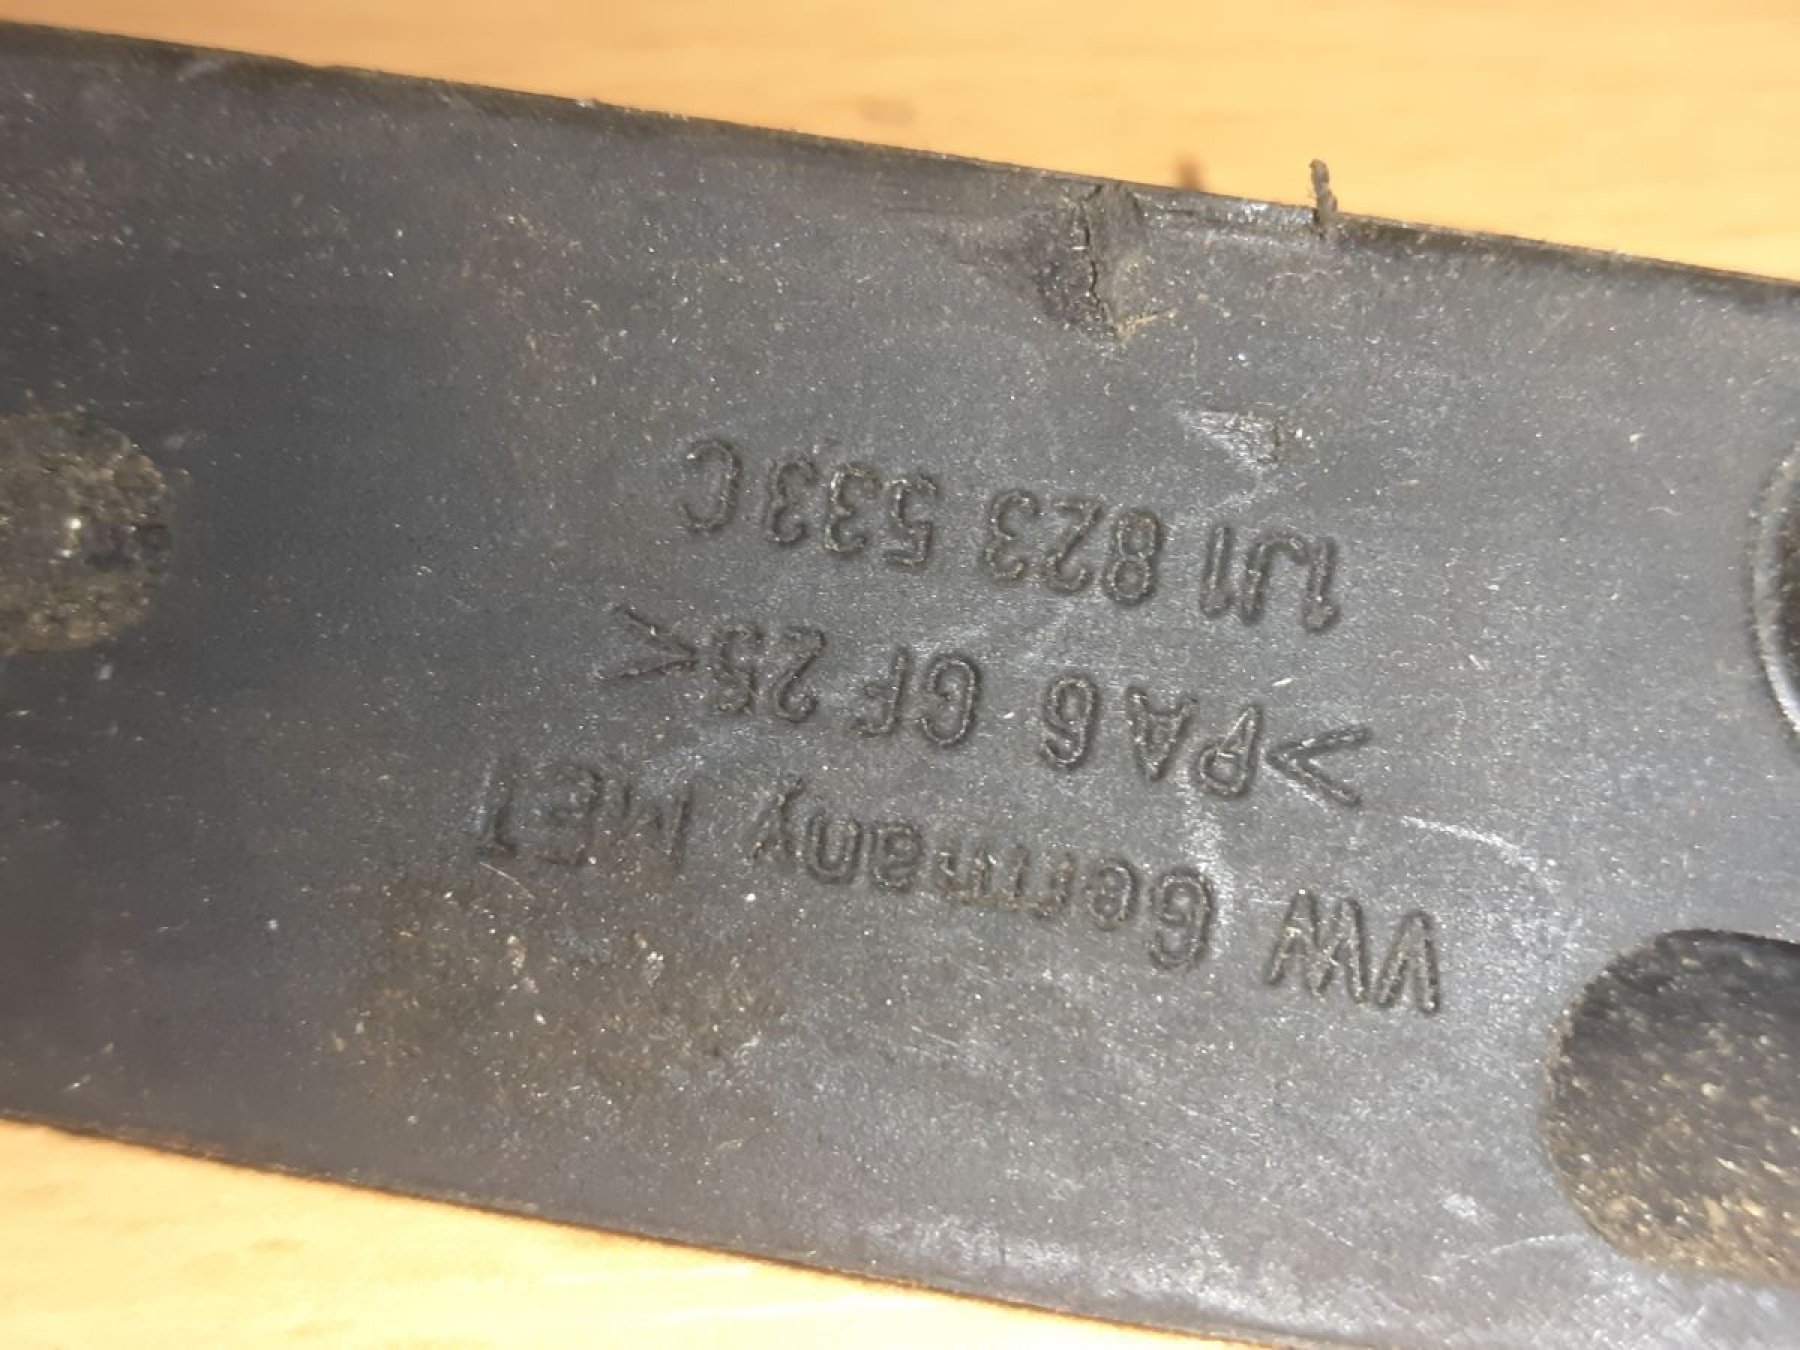 VW Germany
>PA6 GF 25<
1J1 823 533 C